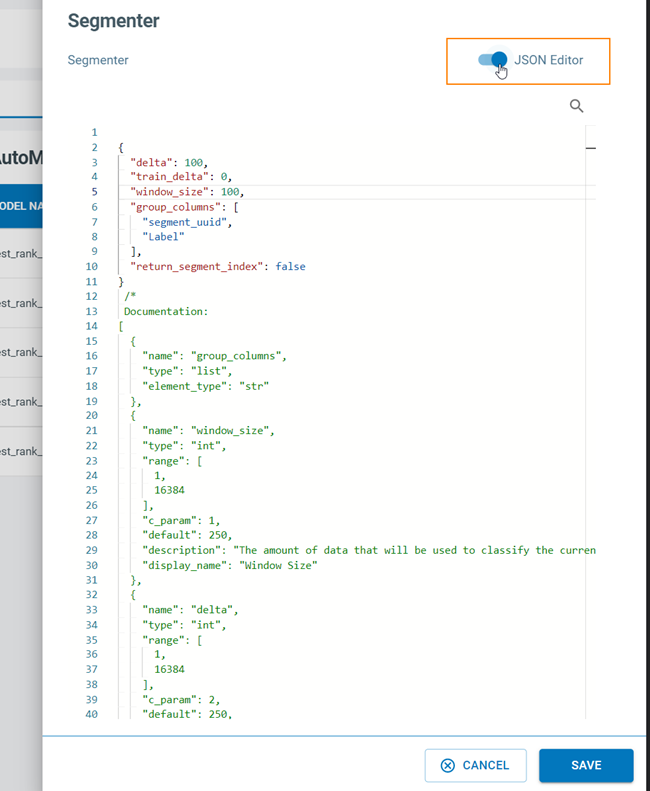 Segmenter
Segmenter
JSON Editor
AutoM
ODEL NA
est_rank_
est_rank_
est_rank_
est_rank_
est_rank_
1
2 {
3 "delta": 100,
4 "train_delta": 0,
5 "window_size": 100,
6 "group_columns": [
7 "segment_uuid",
8 "Label"
9 ],
10 "return_segment_index": false
11 }
12 /*
13 Documentation:
14 [
15 {
16 "name": "group_columns",
17 "type": "list",
18 "element_type": "str"
19 },
20 {
21 "name": "window_size",
22 "type": "int",
23 "range": [
24 1,
25 16384
26 ],
27 "c_param": 1,
28 "default": 250,
29 "description": "The amount of data that will be used to classify the curren
30 "display_name": "Window Size"
31 },
32 {
33 "name": "delta",
34 "type": "int",
35 "range": [
36 1,
37 16384
38 ],
39 "c_param": 2,
40 "default": 250,
CANCEL
SAVE